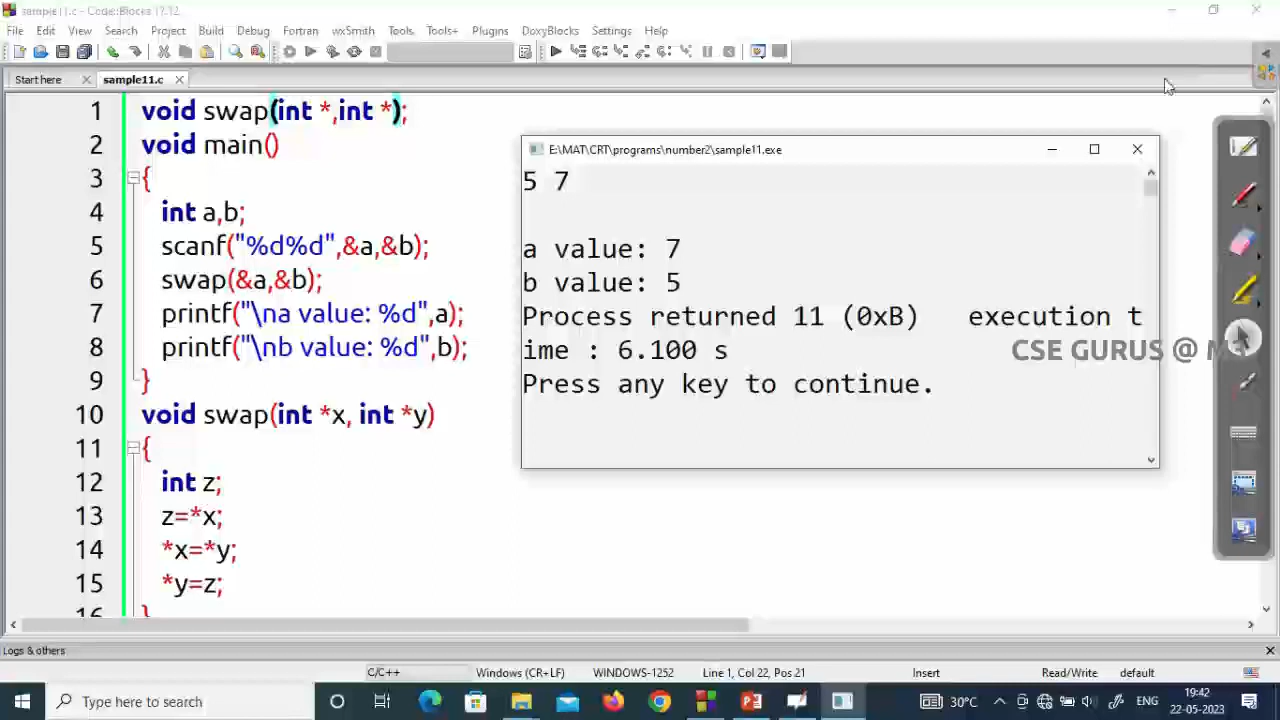 sample11.c - Code::Blocks 17.12
File Edit View Search Project Build Debug Fortran wxSmith Tools Tools+ Plugins DoxyBlocks Settings Help
Start here sample11.c
1 void swap(int *,int *);
2 void main()
3 {
4 int a,b;
5 scanf("%d%d",&a,&b);
6 swap(&a,&b);
7 printf("\na value: %d",a);
8 printf("\nb value: %d",b);
9 }
10 void swap(int *x, int *y)
11 {
12 int z;
13 z=*x;
14 *x=*y;
15 *y=z;
16 }
E:\MAT\CRT\programs\number2\sample11.exe
5 7
a value: 7
b value: 5
Process returned 11 (0xB) execution t
ime : 6.100 s
Press any key to continue.
CSE GURUS @
Logs & others
C/C++ Windows (CR+LF) WINDOWS-1252 Line 1, Col 22, Pos 21 Insert Read/Write default
Type here to search
30°C ENG 19:42
22-05-2023